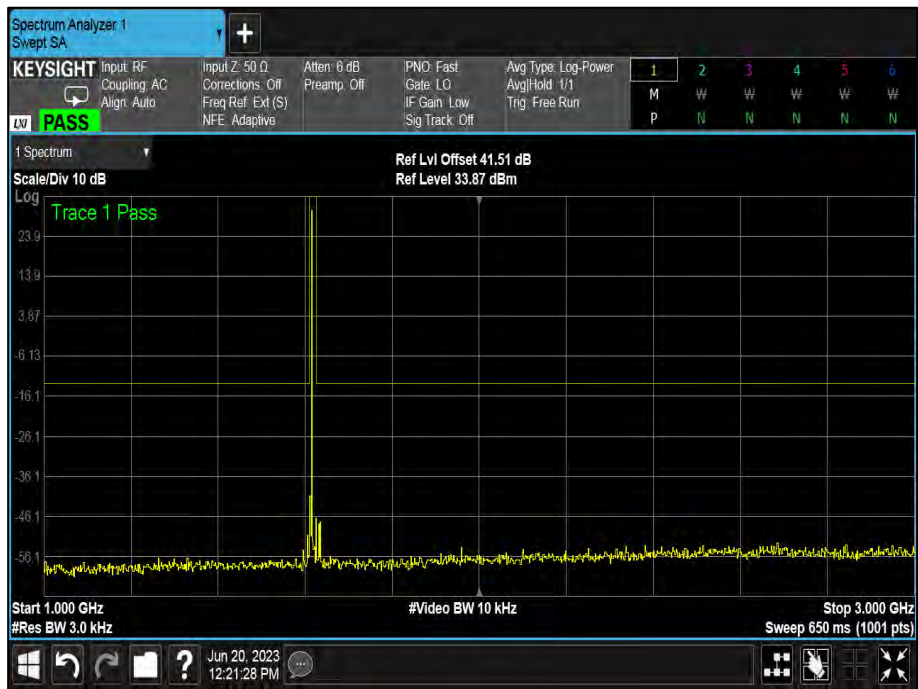 Spectrum Analyzer 1
Swept SA
+
KEYSIGHT
Input: RF
Coupling: AC
Align: Auto
Input Z: 50 Ω
Corrections: Off
Freq Ref: Ext (S)
NFE: Adaptive
Atten: 6 dB
Preamp: Off
PNO: Fast
Gate: LO
IF Gain: Low
Sig Track: Off
Avg Type: Log-Power
Avg|Hold: 1/1
Trig: Free Run
1 2 3 4 5 6
M W W W W W
P N N N N N
LXI PASS
1 Spectrum
Scale/Div 10 dB
Ref Lvl Offset 41.51 dB
Ref Level 33.87 dBm
Log
Trace 1 Pass
23.9
13.9
3.87
-6.13
-16.1
-26.1
-36.1
-46.1
-56.1
Start 1.000 GHz
#Video BW 10 kHz
Stop 3.000 GHz
#Res BW 3.0 kHz
Sweep 650 ms (1001 pts)
?
Jun 20, 2023
12:21:28 PM